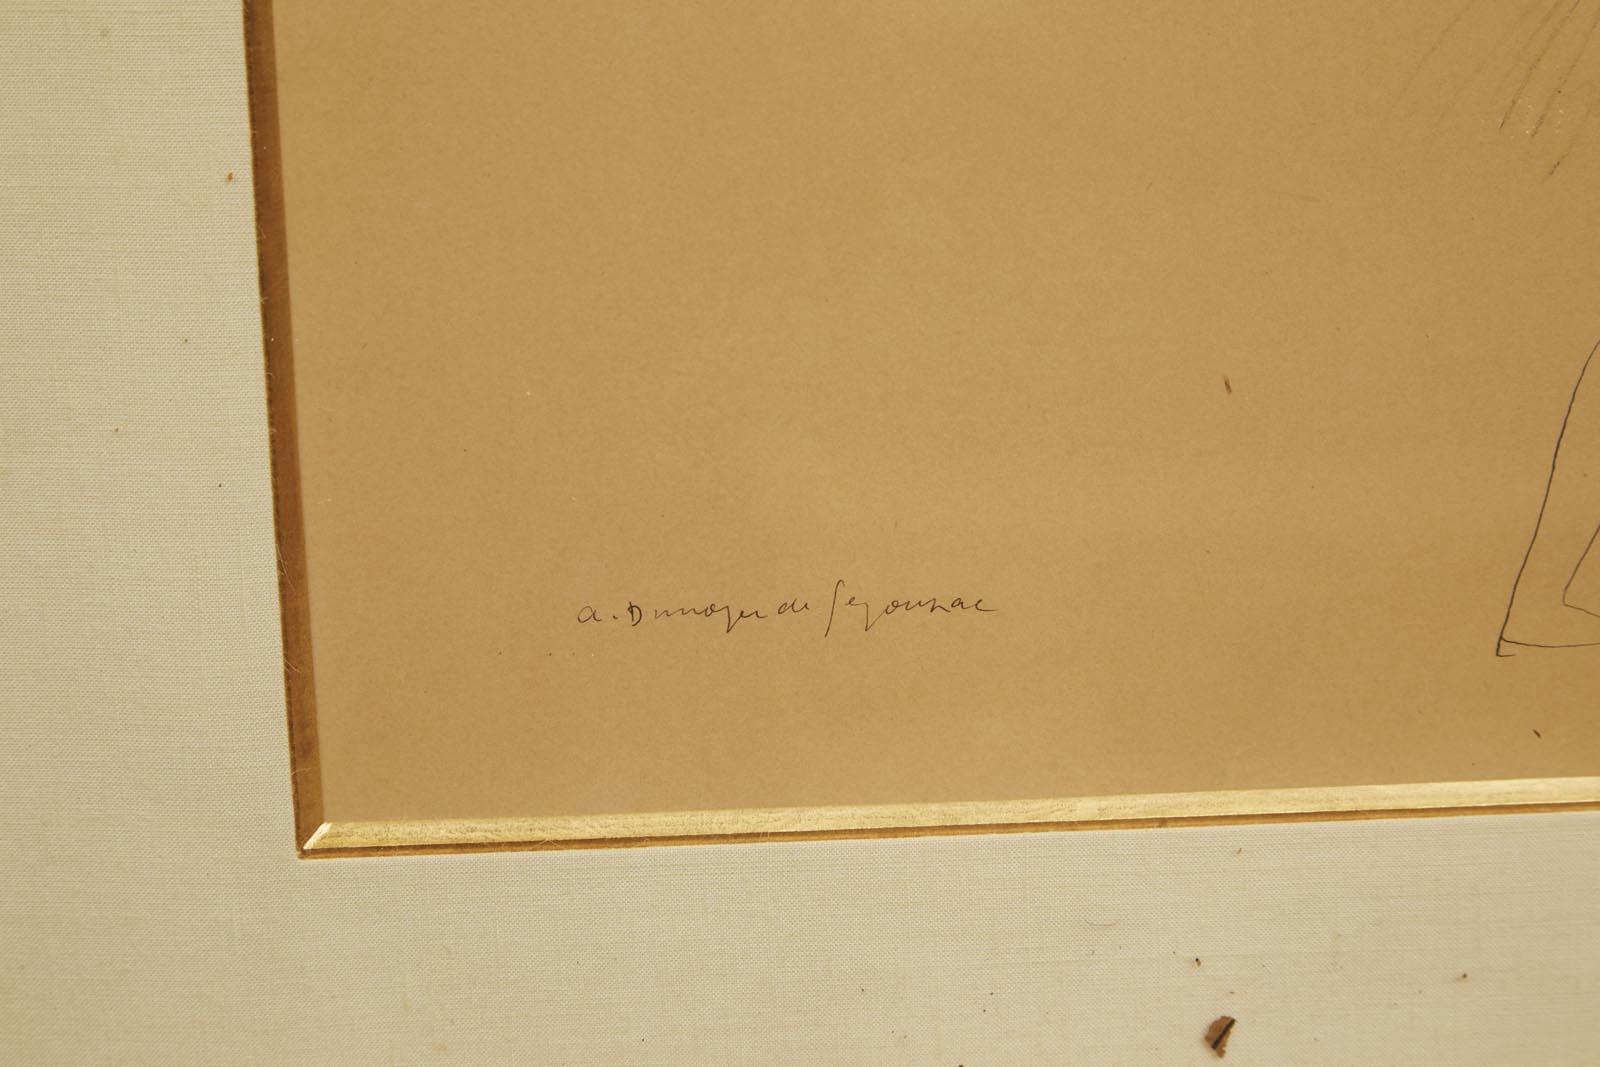 a. Dunoyer de Segonzac